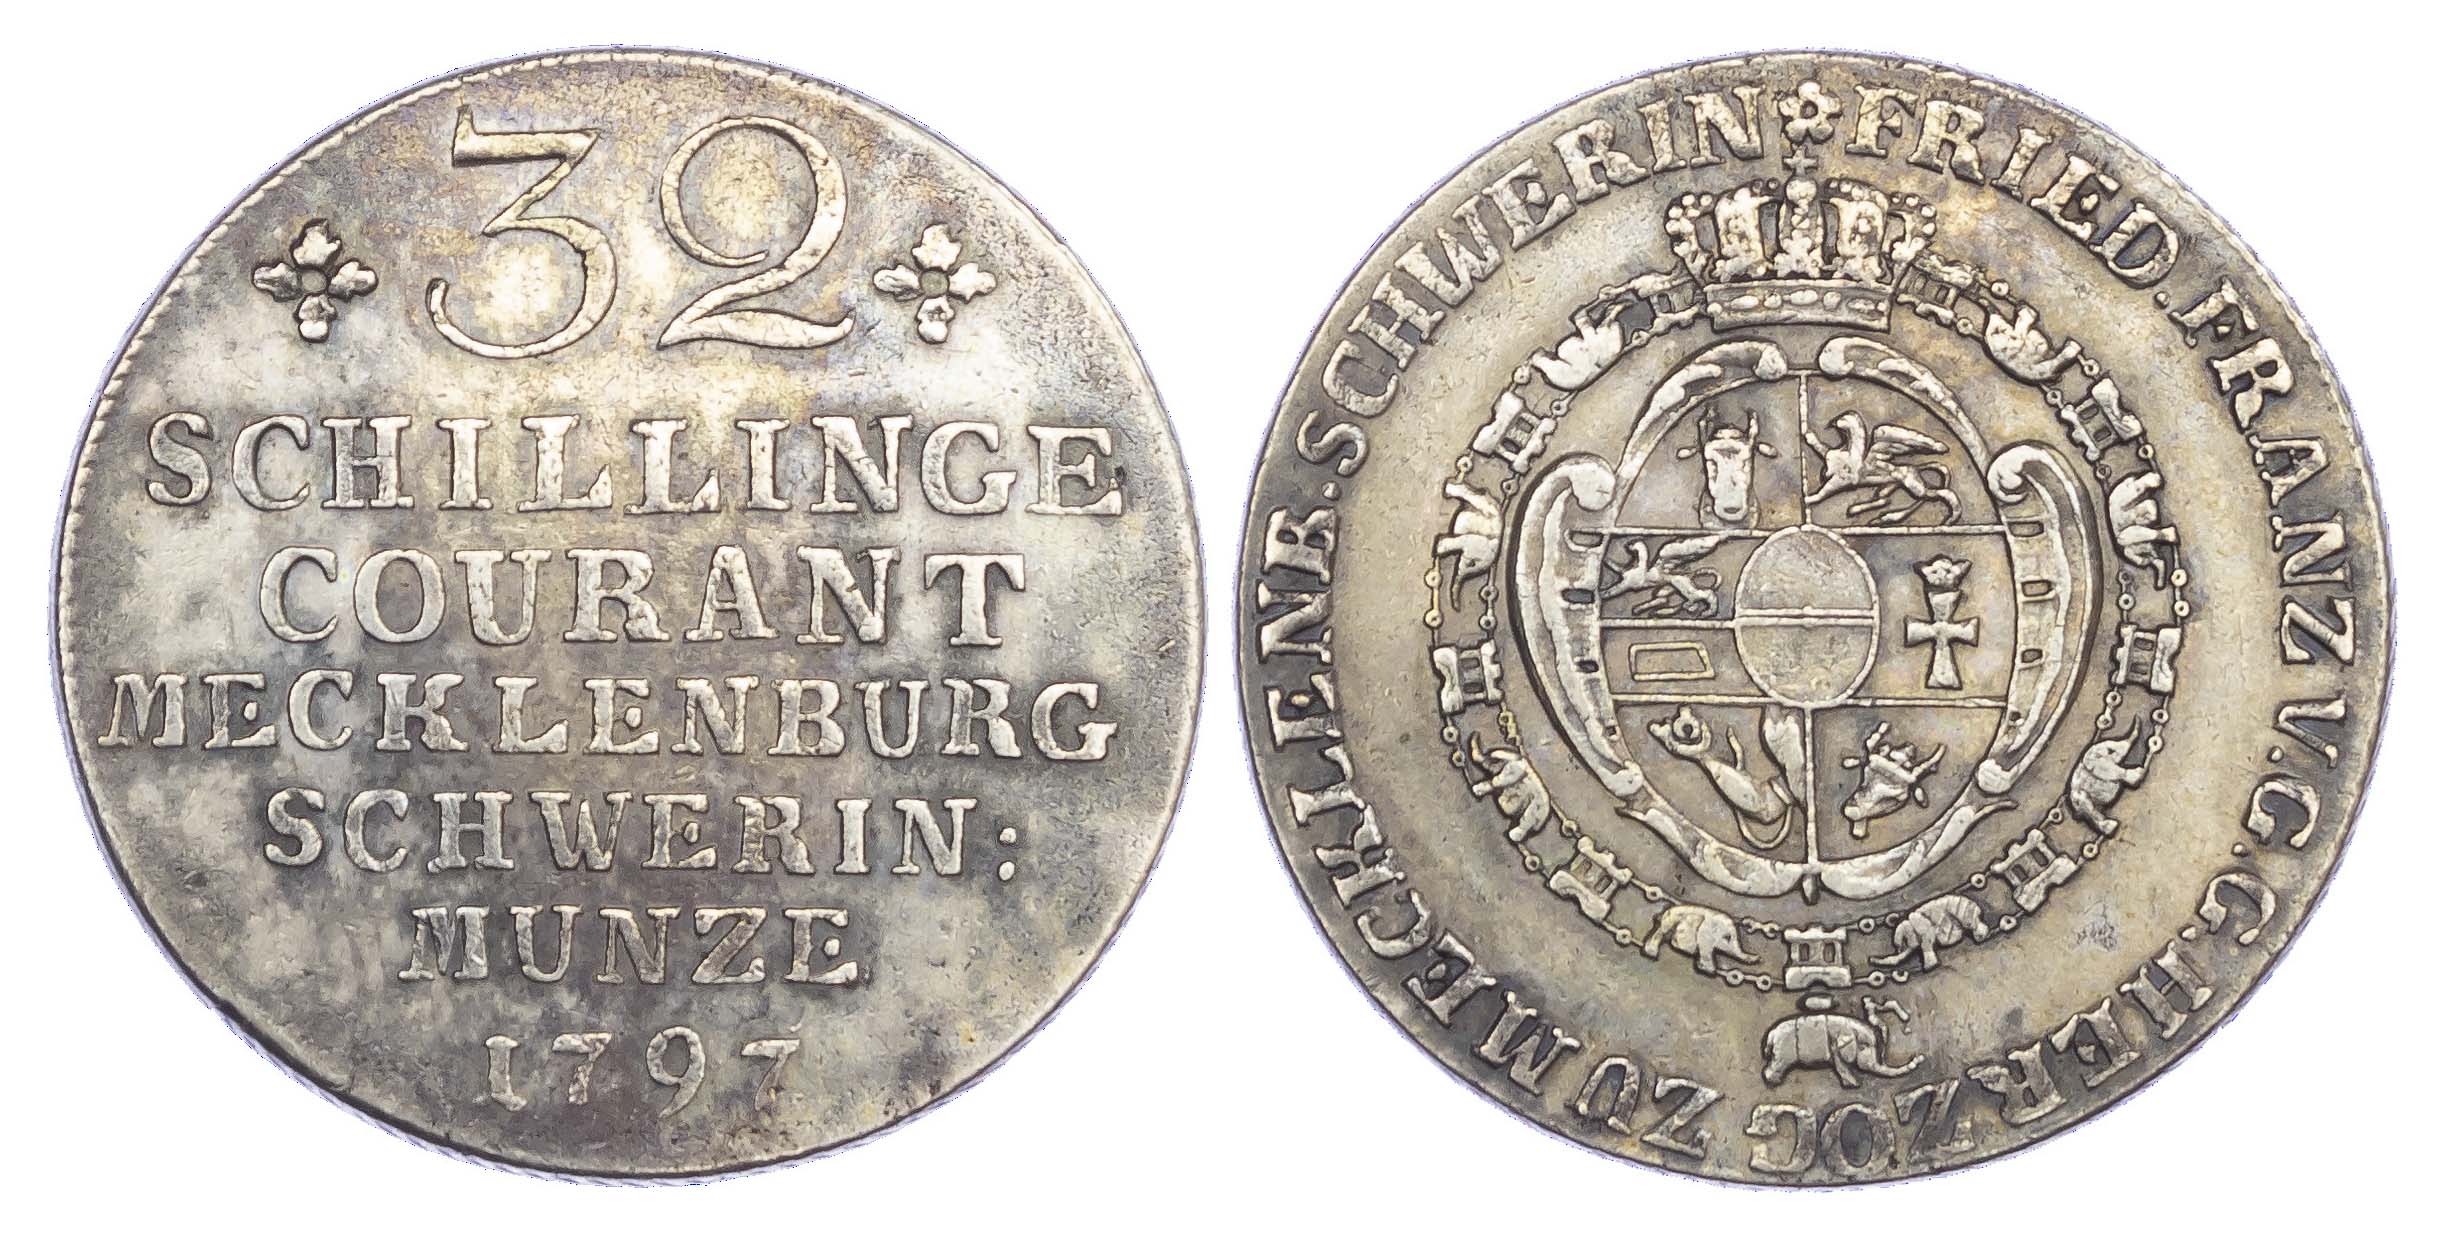 32
SCHILLINGE
COURANT
MECKLENBURG
SCHWERIN:
MUNZE
1797
FRIED. FRANZ V. G. G. HERZOG ZU MECKLENB. SCHWERIN